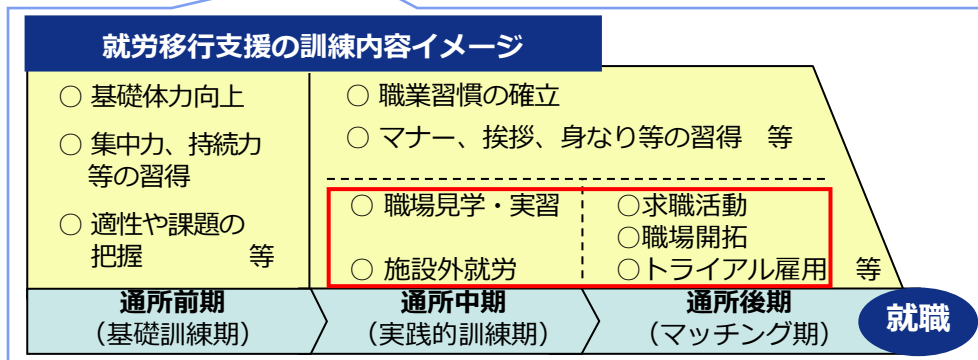 就労移行支援の訓練内容イメージ
○ 基礎体力向上
○ 集中力、持続力
等の習得
○ 適性や課題の
把握　　　　等
○ 職業習慣の確立
○ マナー、挨拶、身なり等の習得　等
○ 職場見学・実習
○ 施設外就労
○求職活動
○職場開拓
○トライアル雇用　等
通所前期
（基礎訓練期）
通所中期
（実践的訓練期）
通所後期
（マッチング期）
就職